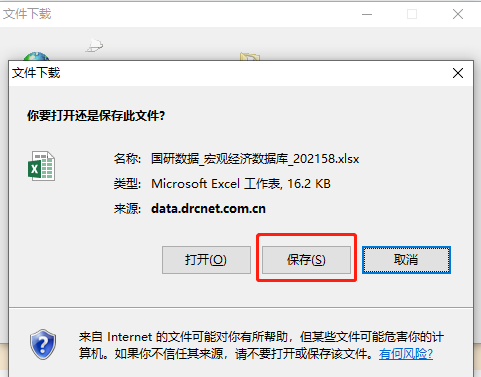 文件下载
文件下载
你要打开还是保存此文件?
名称: 国研数据_宏观经济数据库_202158.xlsx
类型: Microsoft Excel 工作表, 16.2 KB
来源: data.drcnet.com.cn
打开(O) 保存(S) 取消
来自 Internet 的文件可能对你有所帮助，但某些文件可能危害你的计
算机。如果你不信任其来源，请不要打开或保存该文件。有何风险?